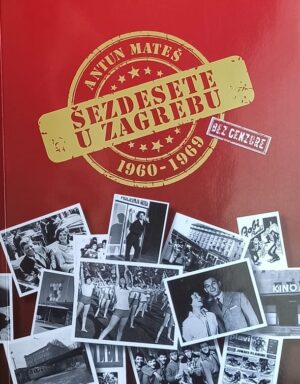 ANTUN MATEŠ
ŠEZDESETE
U ZAGREBU
1960-1969
BEZ CENZURE
KINO